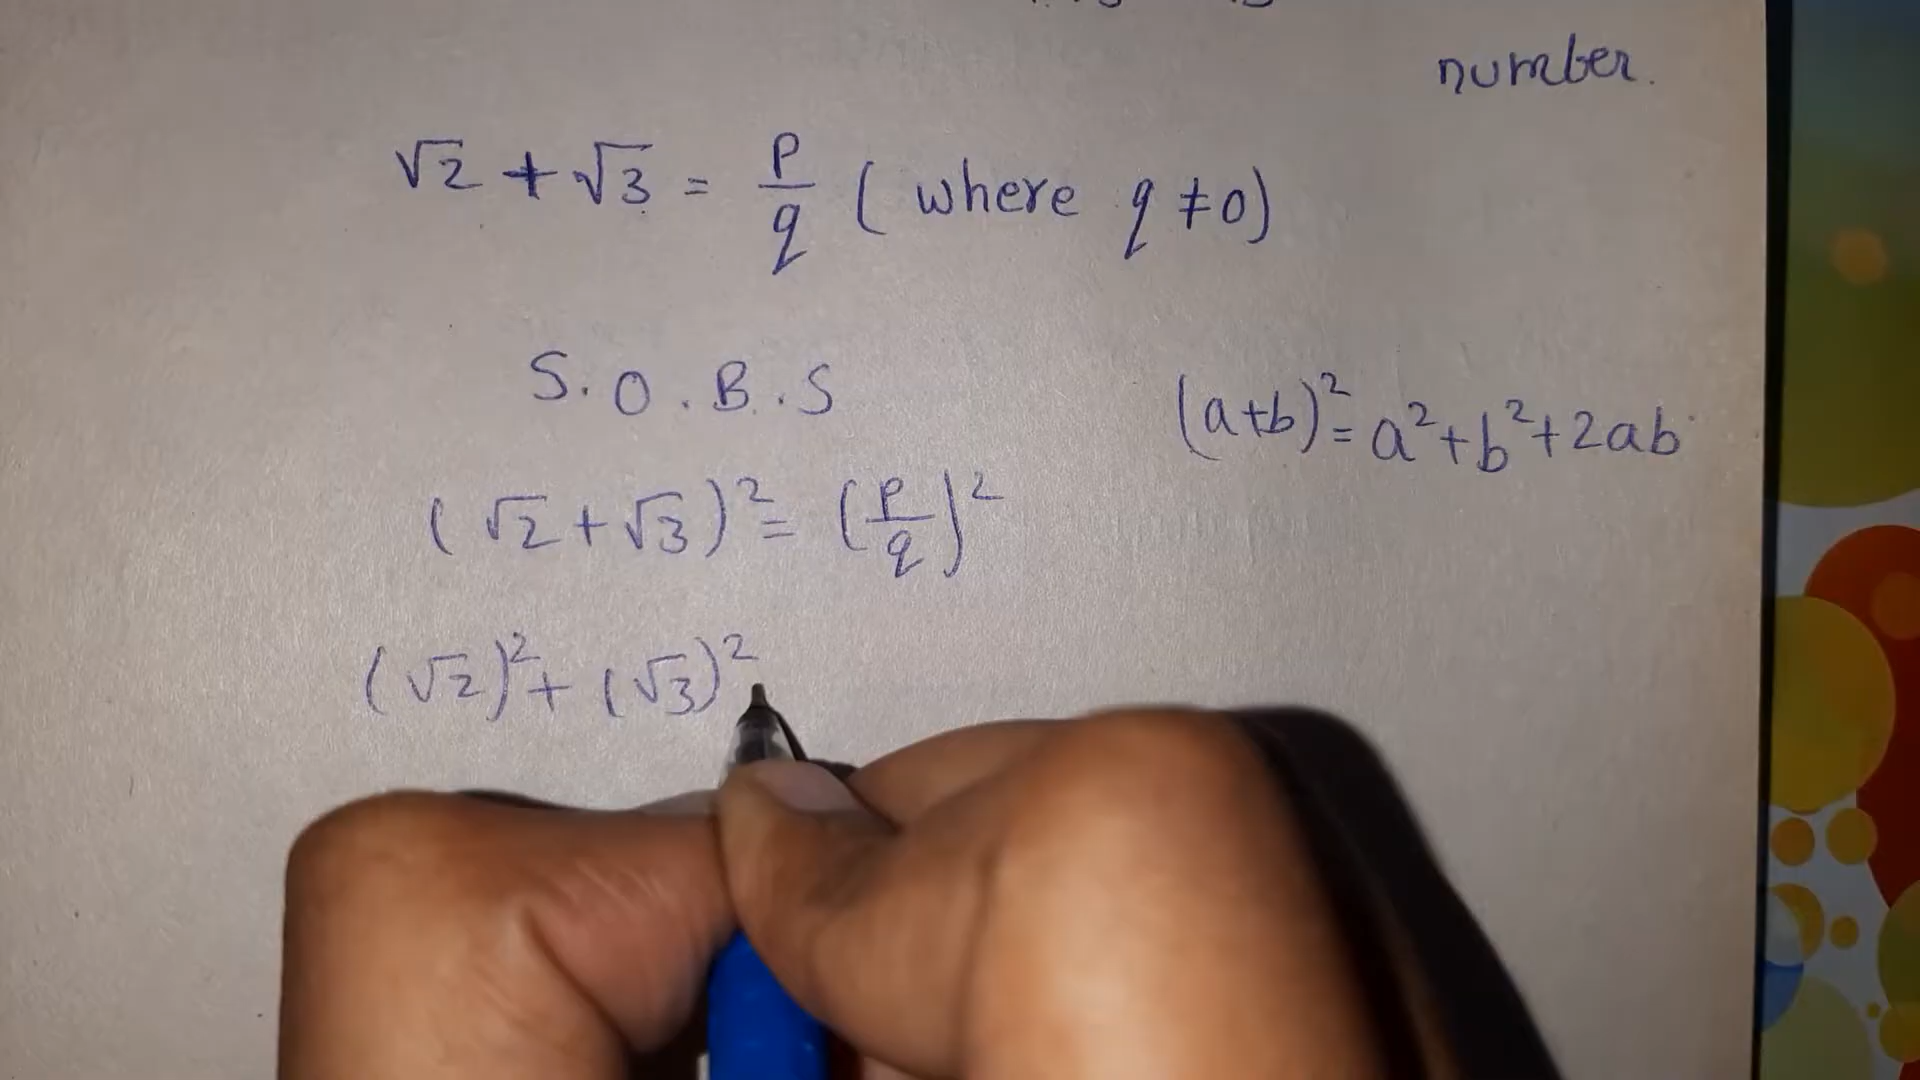 number.
√2 + √3 = p/q (where q ≠ 0)
S.O.B.S
(a+b)² = a²+b²+2ab
(√2 + √3)² = (p/q)²
(√2)² + (√3)²